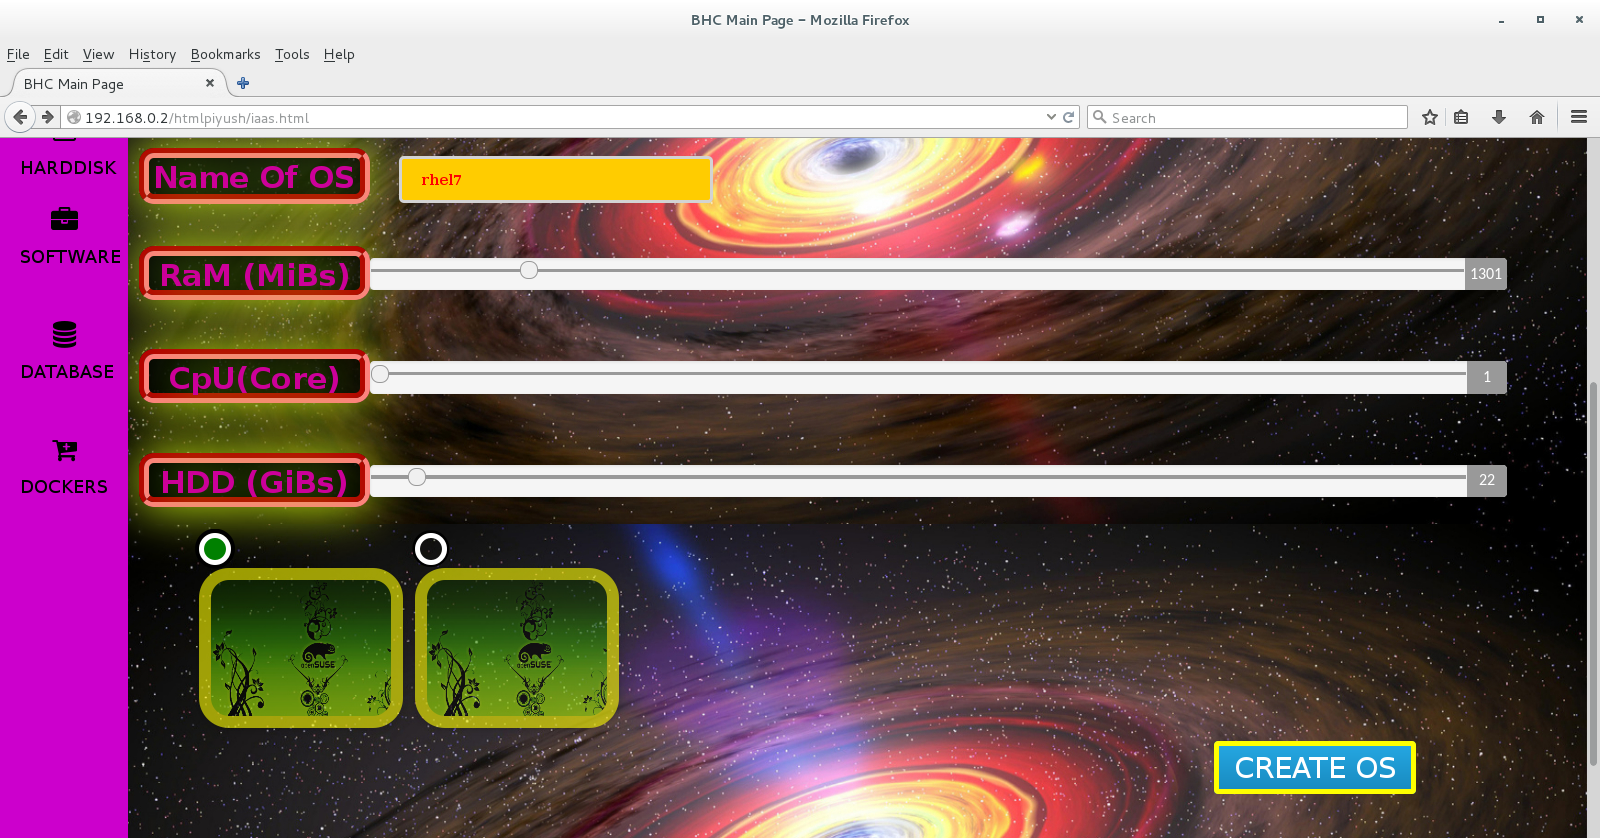 BHC Main Page - Mozilla Firefox
File Edit View History Bookmarks Tools Help
BHC Main Page
192.168.0.2/htmlpiyush/iaas.html
Search
HARDDISK
SOFTWARE
DATABASE
DOCKERS
Name Of OS
rhel7
RaM (MiBs)
1301
CpU(Core)
1
HDD (GiBs)
22
openSUSE
openSUSE
CREATE OS